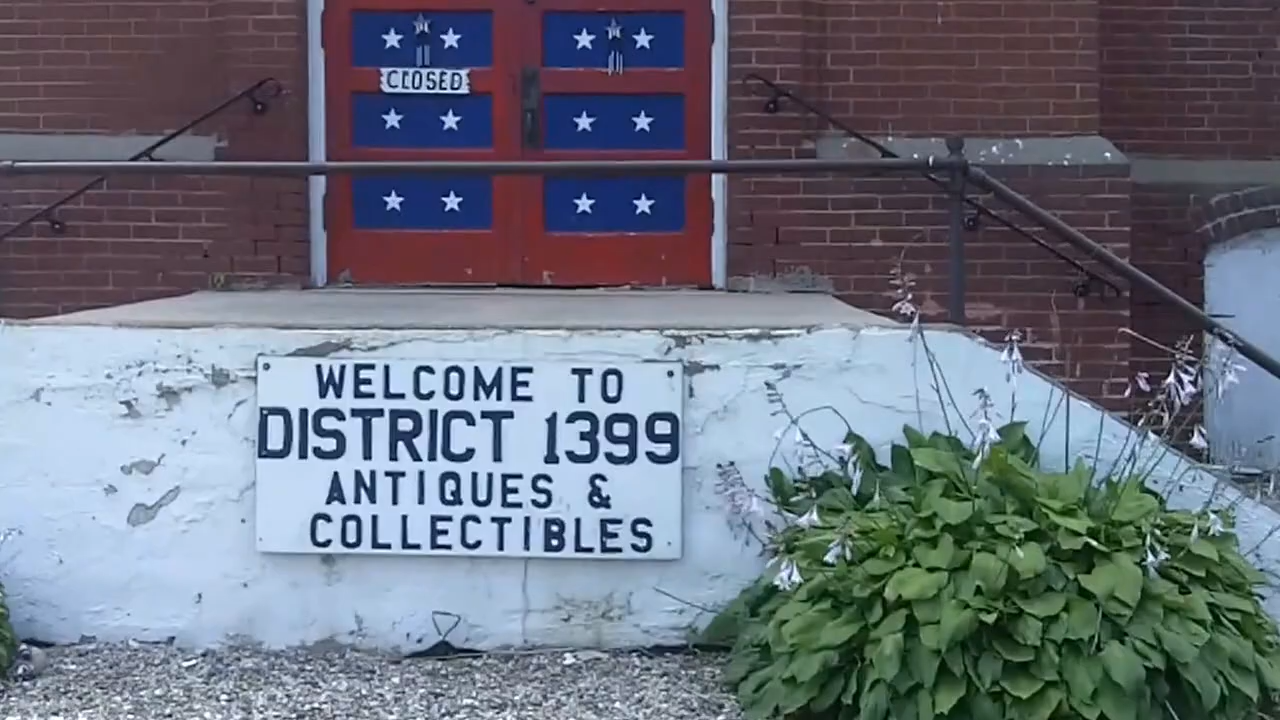 CLOSED
WELCOME TO
DISTRICT 1399
ANTIQUES &
COLLECTIBLES